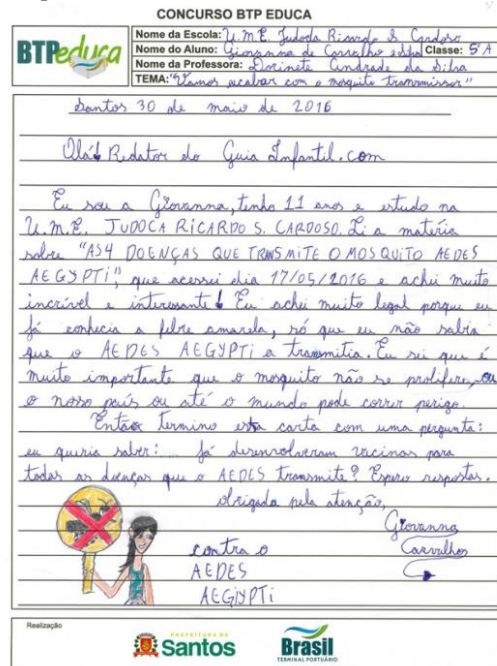 CONCURSO BTP EDUCA
BTPeduca
Nome da Escola: U.M.E. Judoca Ricardo S. Cardoso
Nome do Aluno: Giovanna de Carvalho Classe: 5ºA
Nome da Professora: Dorinete Andrade da Silva
TEMA: "Vamos acabar com o mosquito transmissor"
Santos 30 de maio de 2016
Olá Redator do Guia Infantil.com
Eu sou a Giovanna, tenho 11 anos e estudo na
U.M.E. JUDOCA RICARDO S. CARDOSO. Li a matéria
sobre "AS 4 DOENÇAS QUE TRANSMITE O MOSQUITO AEDES
AEGYPTI", que acessei dia 17/05/2016 e achei muito
incrível e interessante! Eu achei muito legal porque eu
já conhecia a febre amarela, só que eu não sabia
que o AEDES AEGYPTI a transmitia. Eu sei que é
muito importante que o mosquito não se prolifere, ou
o nosso país ou até o mundo pode correr perigo.
Então termino esta carta com uma pergunta:
eu queria saber: já desenvolveram vacinas para
todas as doenças que o AEDES transmite? Espero respostas.
obrigada pela atenção,
Giovanna
Carvalho
contra o
AEDES
AEGIYPTi
Realização
PREFEITURA DE
Santos
Brasil
TERMINAL PORTUÁRIO